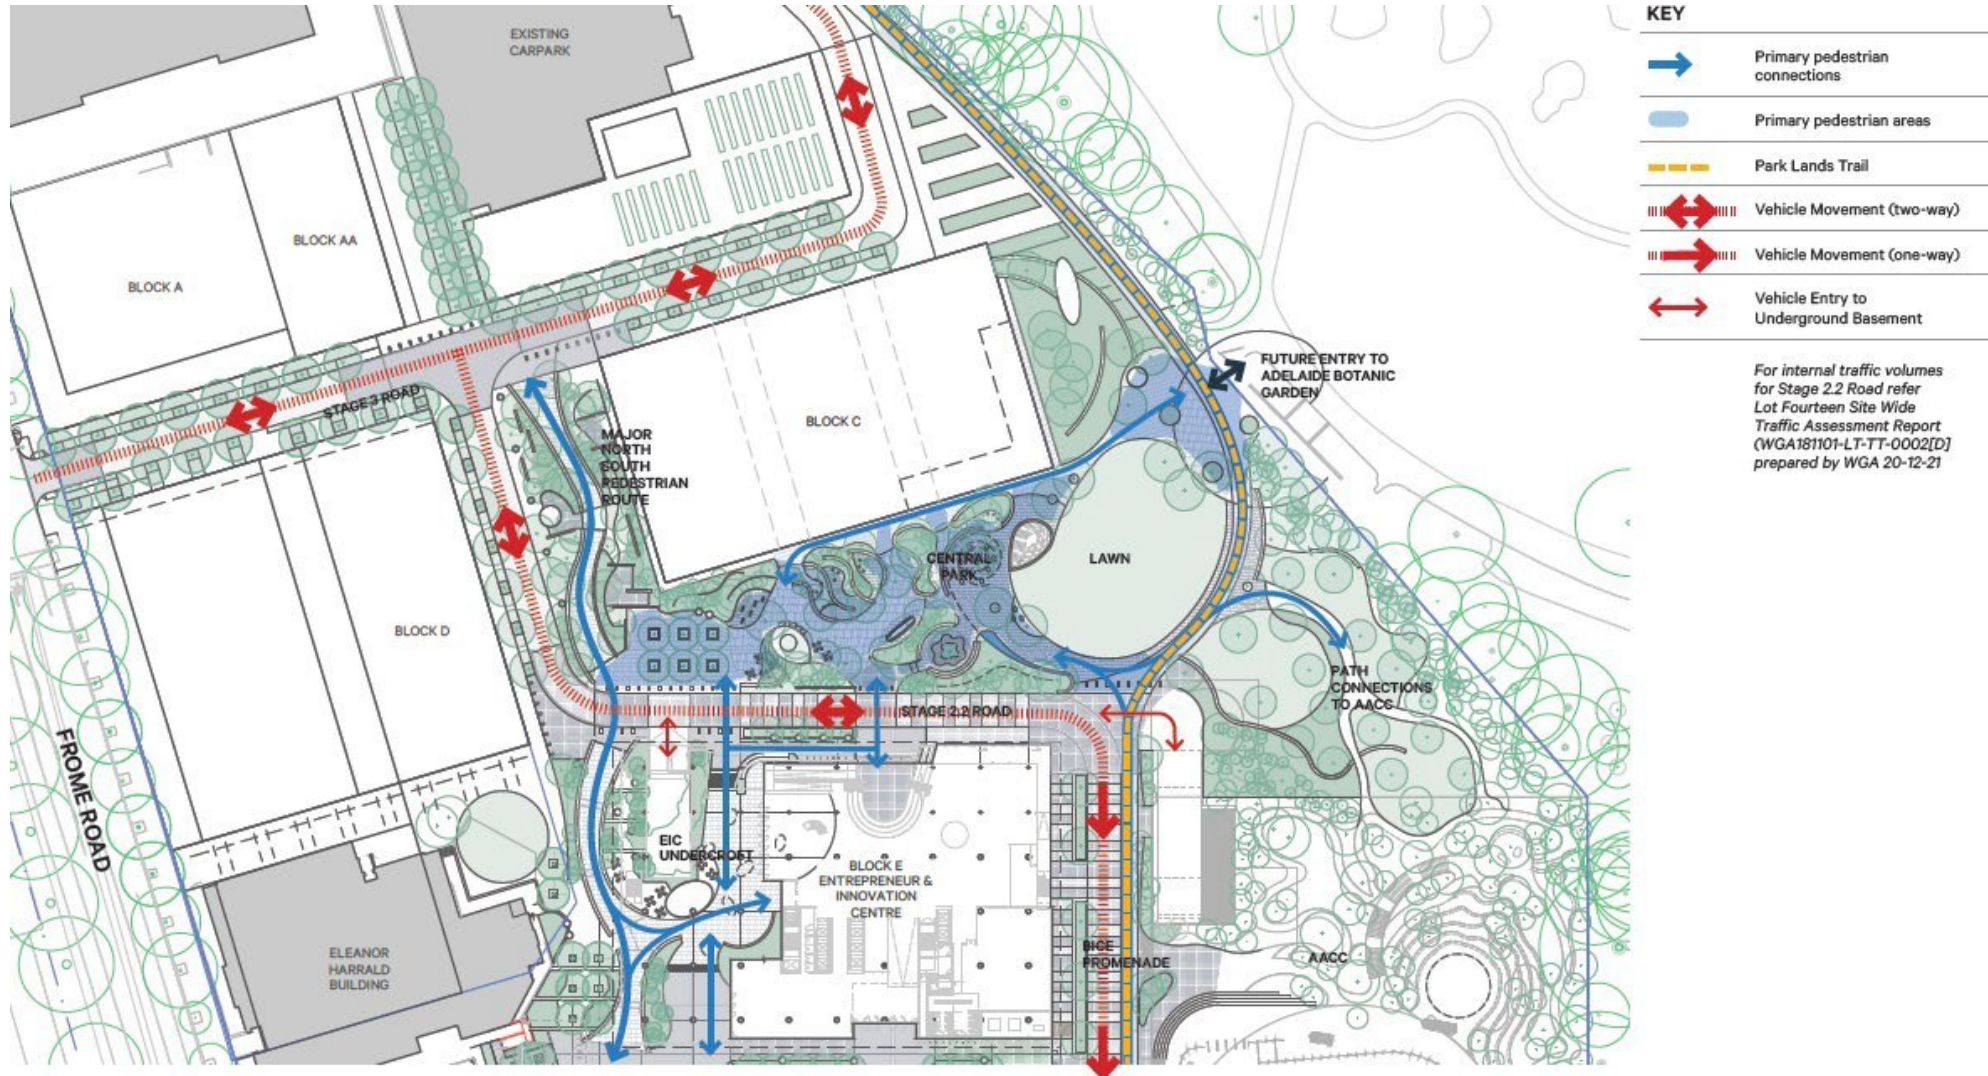 EXISTING
CARPARK
BLOCK AA
BLOCK A
STAGE 3 ROAD
MAJOR
NORTH
SOUTH
PEDESTRIAN
ROUTE
BLOCK C
FUTURE ENTRY TO
ADELAIDE BOTANIC
GARDEN
CENTRAL
PARK
LAWN
BLOCK D
PATH
CONNECTIONS
TO AACC
STAGE 2.2 ROAD
FROME ROAD
EIC
UNDERCROFT
BLOCK E
ENTREPRENEUR &
INNOVATION
CENTRE
ELEANOR
HARRALD
BUILDING
BICE
PROMENADE
AACC
KEY
Primary pedestrian
connections
Primary pedestrian areas
Park Lands Trail
Vehicle Movement (two-way)
Vehicle Movement (one-way)
Vehicle Entry to
Underground Basement
For internal traffic volumes
for Stage 2.2 Road refer
Lot Fourteen Site Wide
Traffic Assessment Report
(WGA181101-LT-TT-0002[D]
prepared by WGA 20-12-21